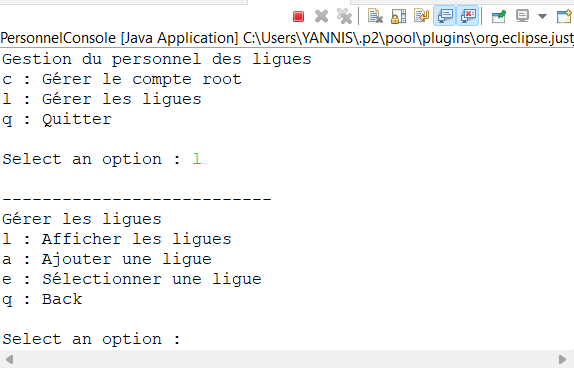 PersonnelConsole [Java Application] C:\Users\YANNIS\.p2\pool\plugins\org.eclipse.just
Gestion du personnel des ligues
c : Gérer le compte root
l : Gérer les ligues
q : Quitter
Select an option : l
---------------------------
Gérer les ligues
l : Afficher les ligues
a : Ajouter une ligue
e : Sélectionner une ligue
q : Back
Select an option :